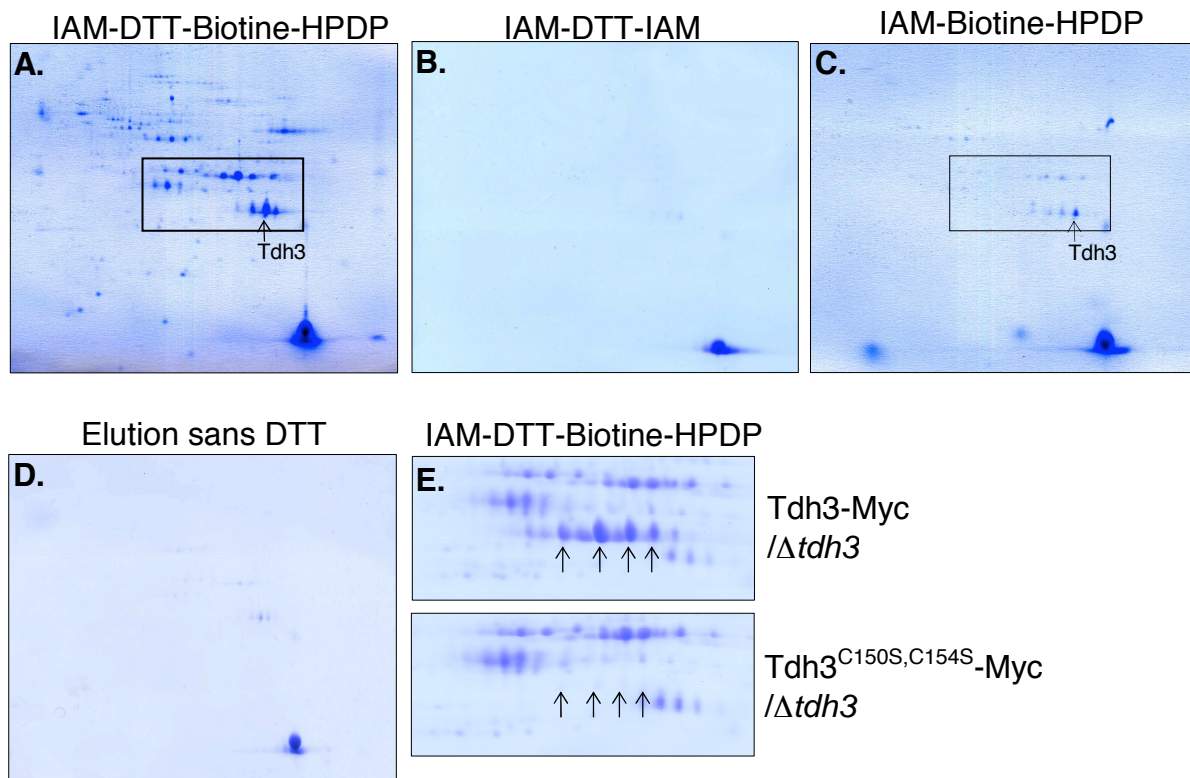 IAM-DTT-Biotine-HPDP
IAM-DTT-IAM
IAM-Biotine-HPDP
A.
B.
C.
Tdh3
Tdh3
Elution sans DTT
IAM-DTT-Biotine-HPDP
D.
E.
Tdh3-Myc
/Δtdh3
Tdh3C150S,C154S-Myc
/Δtdh3